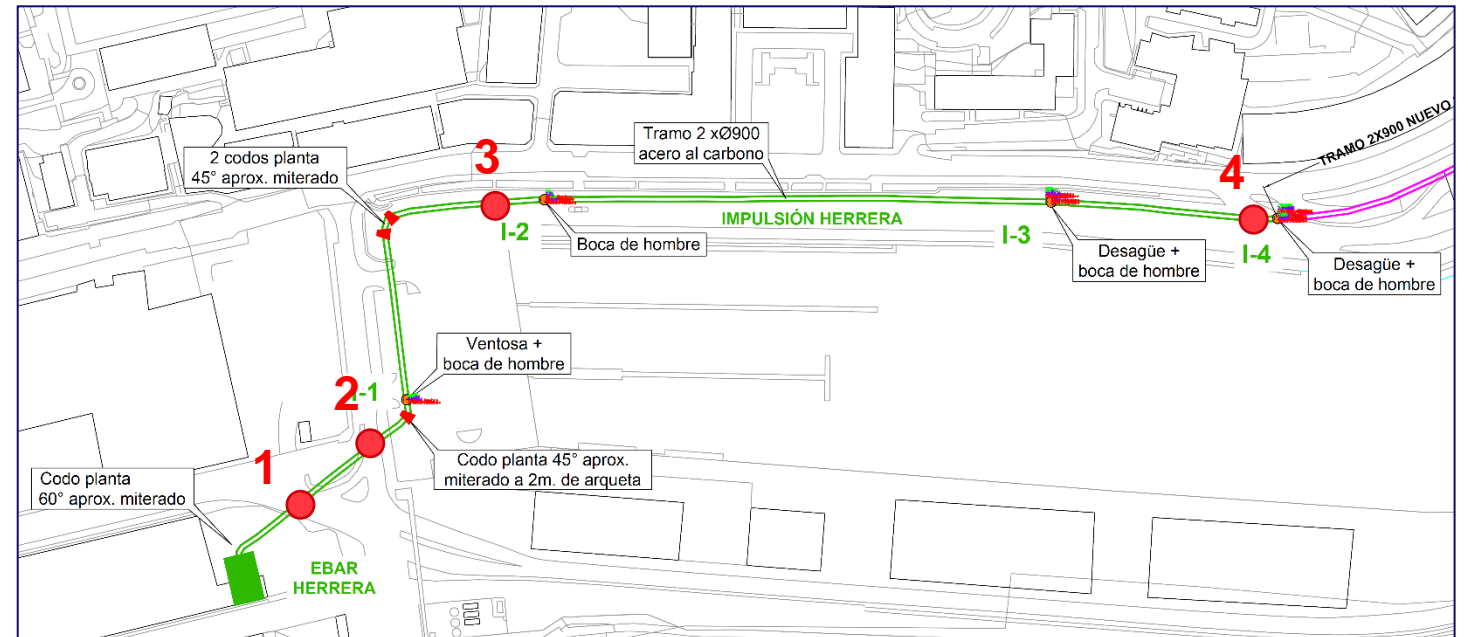 TRAMO 2X900 NUEVO
Tramo 2 xØ900
acero al carbono
3
2 codos planta
45° aprox. miterado
4
IMPULSIÓN HERRERA
I-2
Boca de hombre
I-3
I-4
Desagüe +
boca de hombre
Desagüe +
boca de hombre
Ventosa +
boca de hombre
2
I-1
1
Codo planta 45° aprox.
miterado a 2m. de arqueta
Codo planta
60° aprox. miterado
EBAR
HERRERA